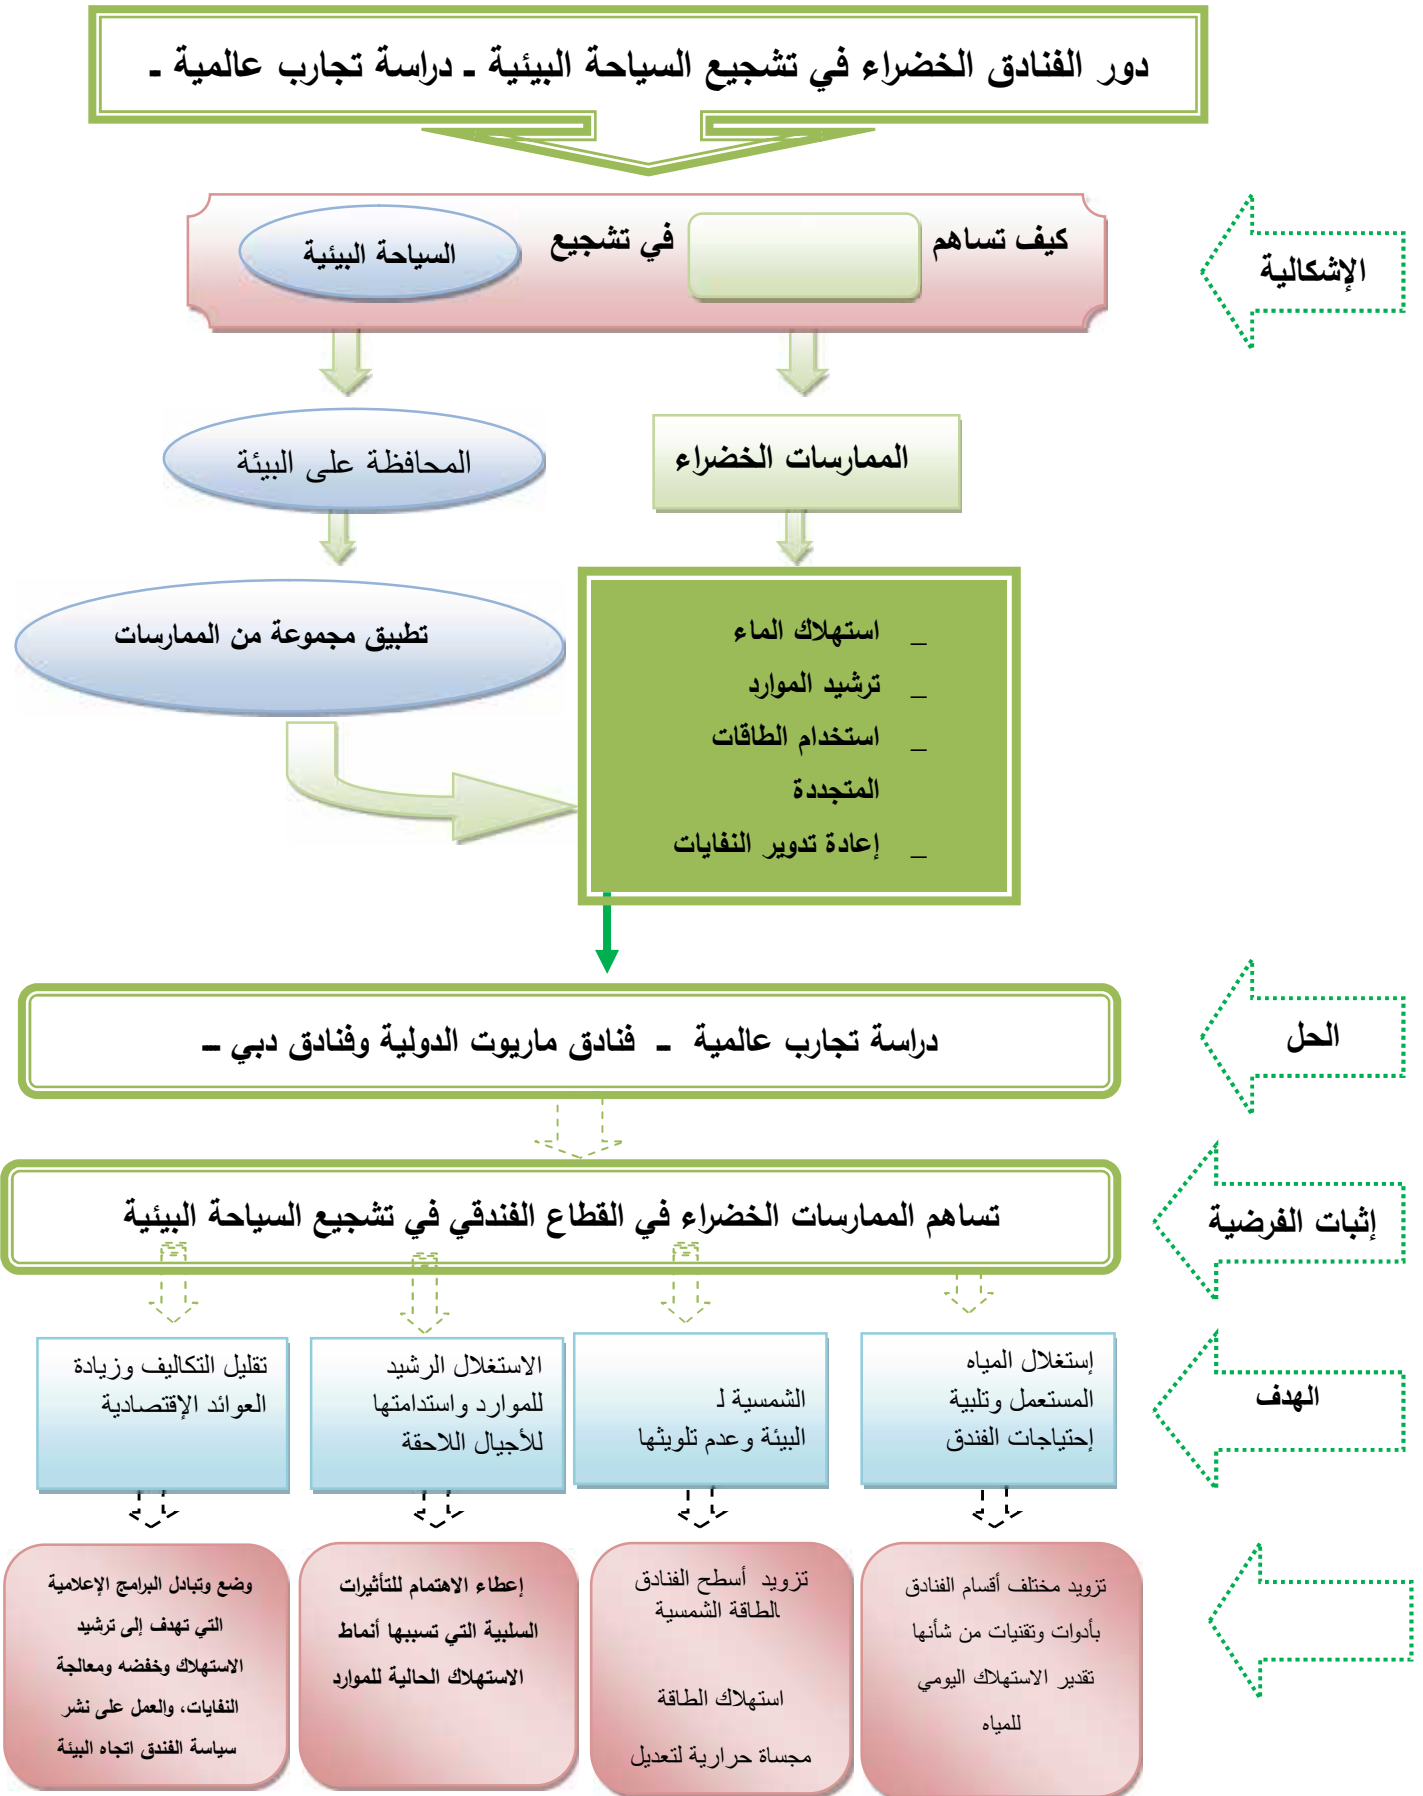 دور الفنادق الخضراء في تشجيع السياحة البيئية ـ دراسة تجارب عالمية ـ
كيف تساهم
في تشجيع
السياحة البيئية
الإشكالية
الممارسات الخضراء
المحافظة على البيئة
تطبيق مجموعة من الممارسات
_ استهلاك الماء
_ ترشيد الموارد
_ استخدام الطاقات
المتجددة
_ إعادة تدوير النفايات
دراسة تجارب عالمية ـ فنادق ماريوت الدولية وفنادق دبي ــ
الحل
تساهم الممارسات الخضراء في القطاع الفندقي في تشجيع السياحة البيئية
إثبات الفرضية
إستغلال المياه
المستعمل وتلبية
إحتياجات الفندق
الشمسية لـ
البيئة وعدم تلويثها
الاستغلال الرشيد
للموارد واستدامتها
للأجيال اللاحقة
تقليل التكاليف وزيادة
العوائد الإقتصادية
الهدف
تزويد مختلف أقسام الفنادق
بأدوات وتقنيات من شأنها
تقدير الاستهلاك اليومي
للمياه
تزويد أسطح الفنادق
الطاقة الشمسية
استهلاك الطاقة
مجساة حرارية لتعديل
إعطاء الاهتمام للتأثيرات
السلبية التي تسببها أنماط
الاستهلاك الحالية للموارد
وضع وتبادل البرامج الإعلامية
التي تهدف إلى ترشيد
الاستهلاك وخفضه ومعالجة
النفايات، والعمل على نشر
سياسة الفندق اتجاه البيئة